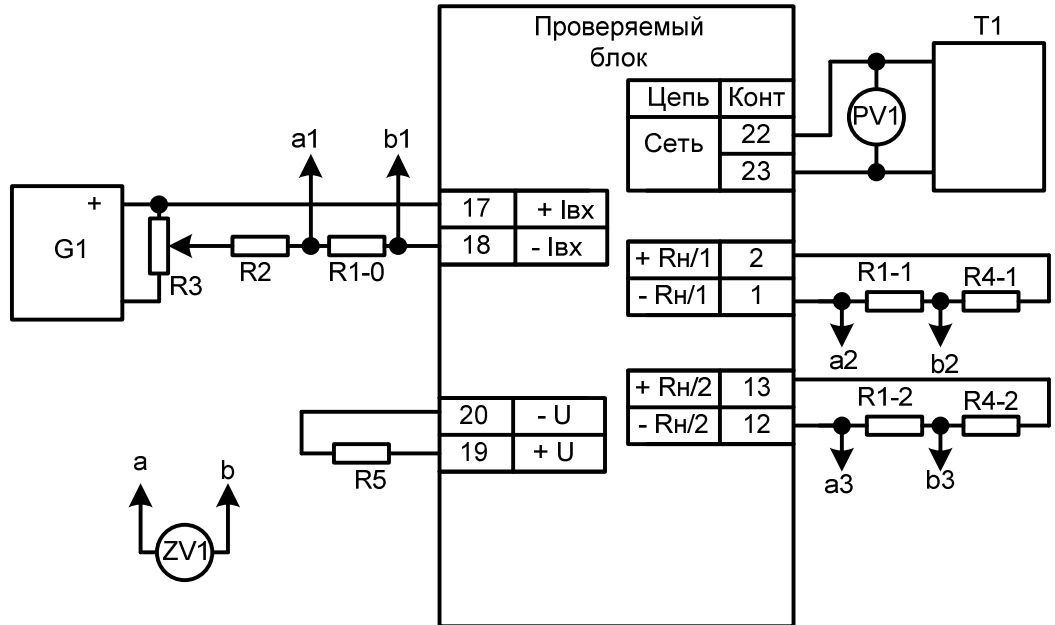 Проверяемый
блок
T1
Цепь Конт
Сеть 22
23
PV1
a1 b1
+
G1
R3
R2
R1-0
17 + Iвх
18 - Iвх
+ Rн/1 2
- Rн/1 1
R1-1
R4-1
a2
b2
+ Rн/2 13
- Rн/2 12
R1-2
R4-2
a3
b3
20 - U
19 + U
R5
a b
ZV1